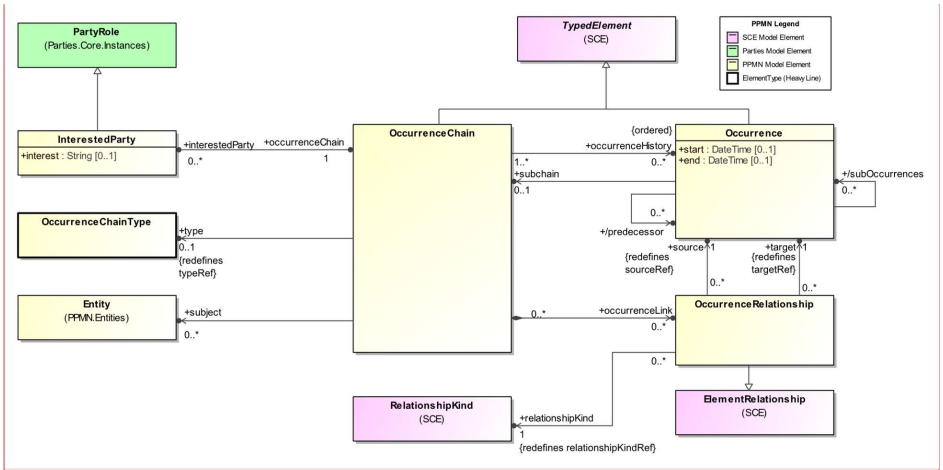 PartyRole
(Parties.Core.Instances)
TypedElement
(SCE)
PPMN Legend
SCE Model Element
Parties Model Element
PPMN Model Element
ElementType (Heavy Line)
InterestedParty
+interest : String [0..1]
+interestedParty
0..*
+occurrenceChain
1
OccurrenceChain
{ordered}
+occurrenceHistory
1..*
0..*
+subchain
0..1
Occurrence
+start : DateTime [0..1]
+end : DateTime [0..1]
+/subOccurrences
0..*
0..*
+/predecessor
OccurrenceChainType
+type
0..1
{redefines
typeRef}
+source
1
{redefines
sourceRef}
0..*
+target
1
{redefines
targetRef}
0..*
Entity
(PPMN.Entities)
+subject
0..*
0..*
+occurrenceLink
0..*
OccurrenceRelationship
0..*
RelationshipKind
(SCE)
+relationshipKind
1
{redefines relationshipKindRef}
ElementRelationship
(SCE)